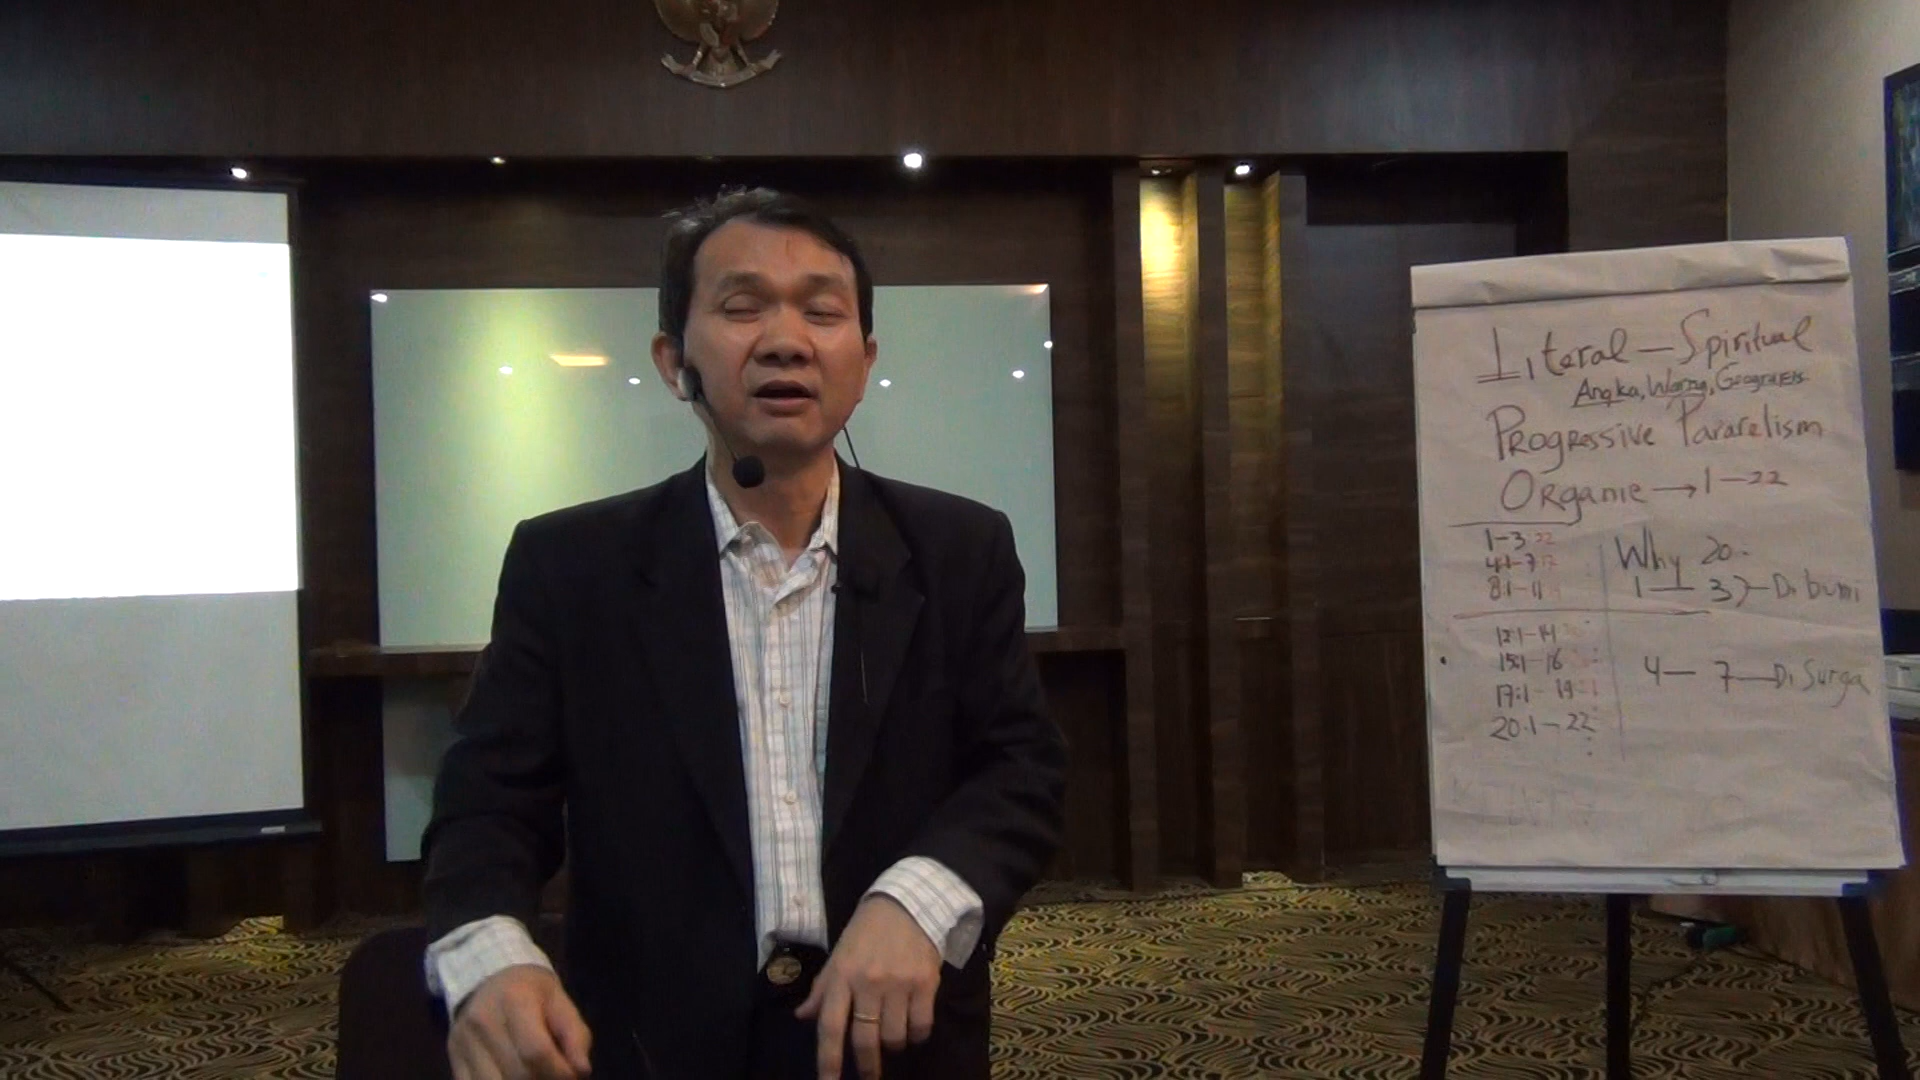 Literal — Spiritual
Angka, Warna, Geografis
Progressive Pararelism
Organic → 1 — 22
1 — 3
4:1 — 7
8:1 — 11
12:1 — 14
15:1 — 16
17:1 — 19
20:1 — 22
Why 20:
1 — 3) — Di bumi
4 — 7 — Di Surga